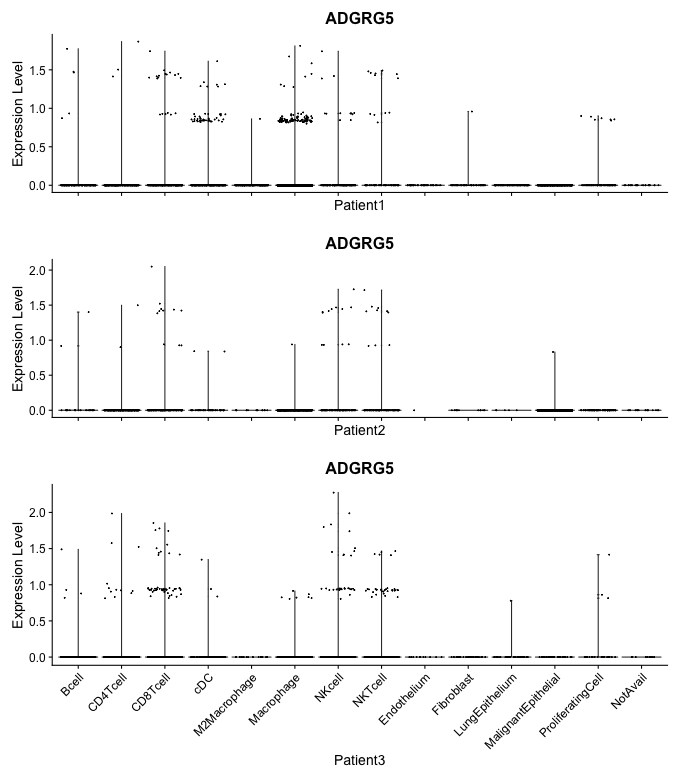 ADGRG5
Expression Level
1.5
1.0
0.5
0.0
Patient1
ADGRG5
Expression Level
2.0
1.5
1.0
0.5
0.0
Patient2
ADGRG5
Expression Level
2.0
1.5
1.0
0.5
0.0
Bcell
CD4Tcell
CD8Tcell
cDC
M2Macrophage
Macrophage
NKcell
NKTcell
Endothelium
Fibroblast
LungEpithelium
MalignantEpithelial
ProliferatingCell
NotAvail
Patient3